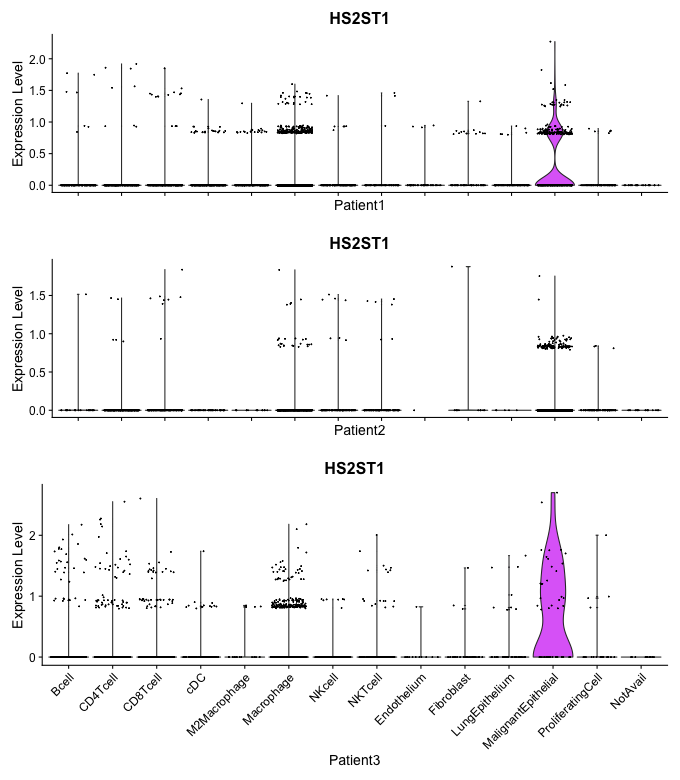 HS2ST1
Expression Level
2.0
1.5
1.0
0.5
0.0
Patient1
HS2ST1
Expression Level
1.5
1.0
0.5
0.0
Patient2
HS2ST1
Expression Level
2
1
0
Bcell
CD4Tcell
CD8Tcell
cDC
M2Macrophage
Macrophage
NKcell
NKTcell
Endothelium
Fibroblast
LungEpithelium
MalignantEpithelial
ProliferatingCell
NotAvail
Patient3